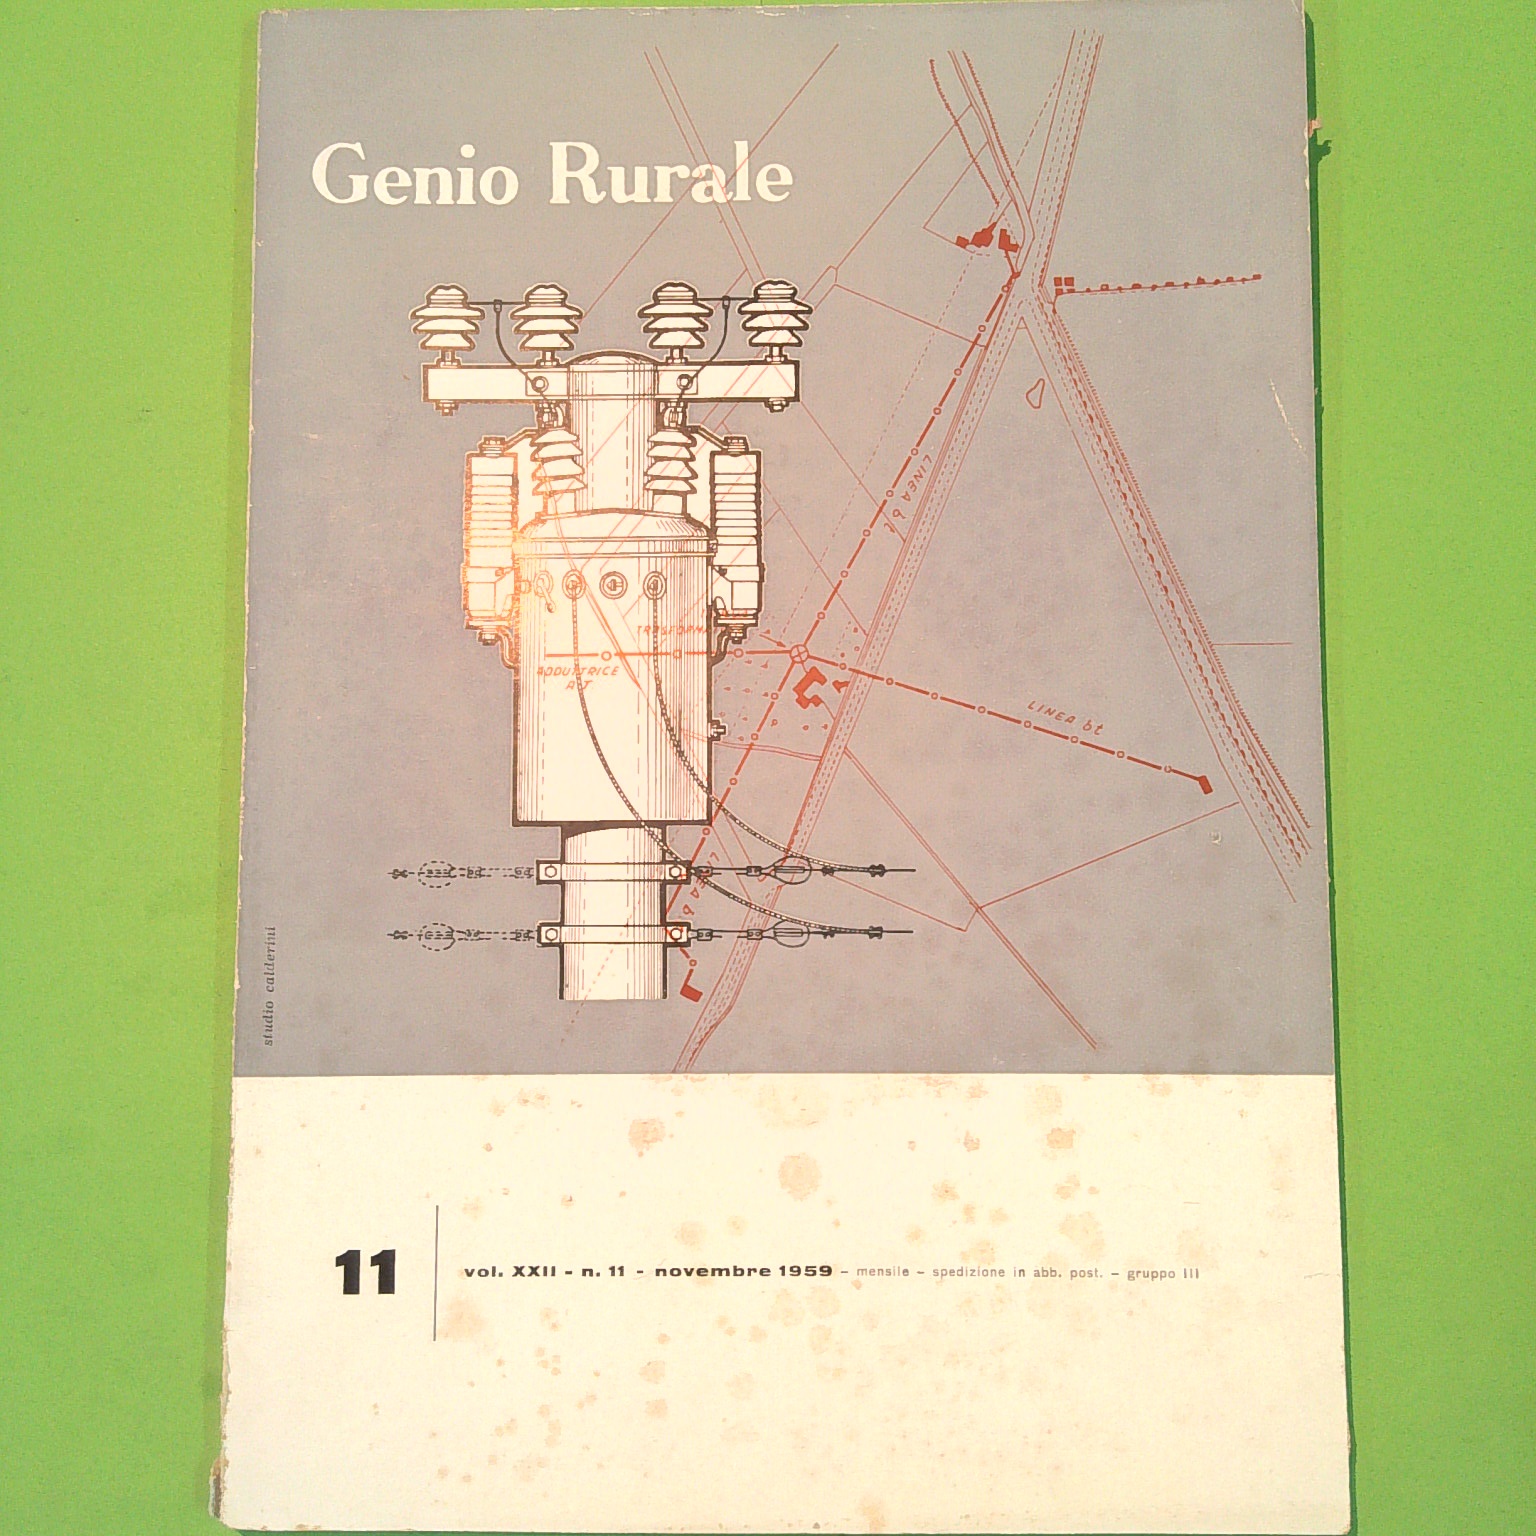 Genio Rurale
LINEA bt
TRASFORM
ADDUTTRICE
A T
LINEA bt
studio calderini
11
vol. XXII - n. 11 - novembre 1959 – mensile – spedizione in abb. post. – gruppo III